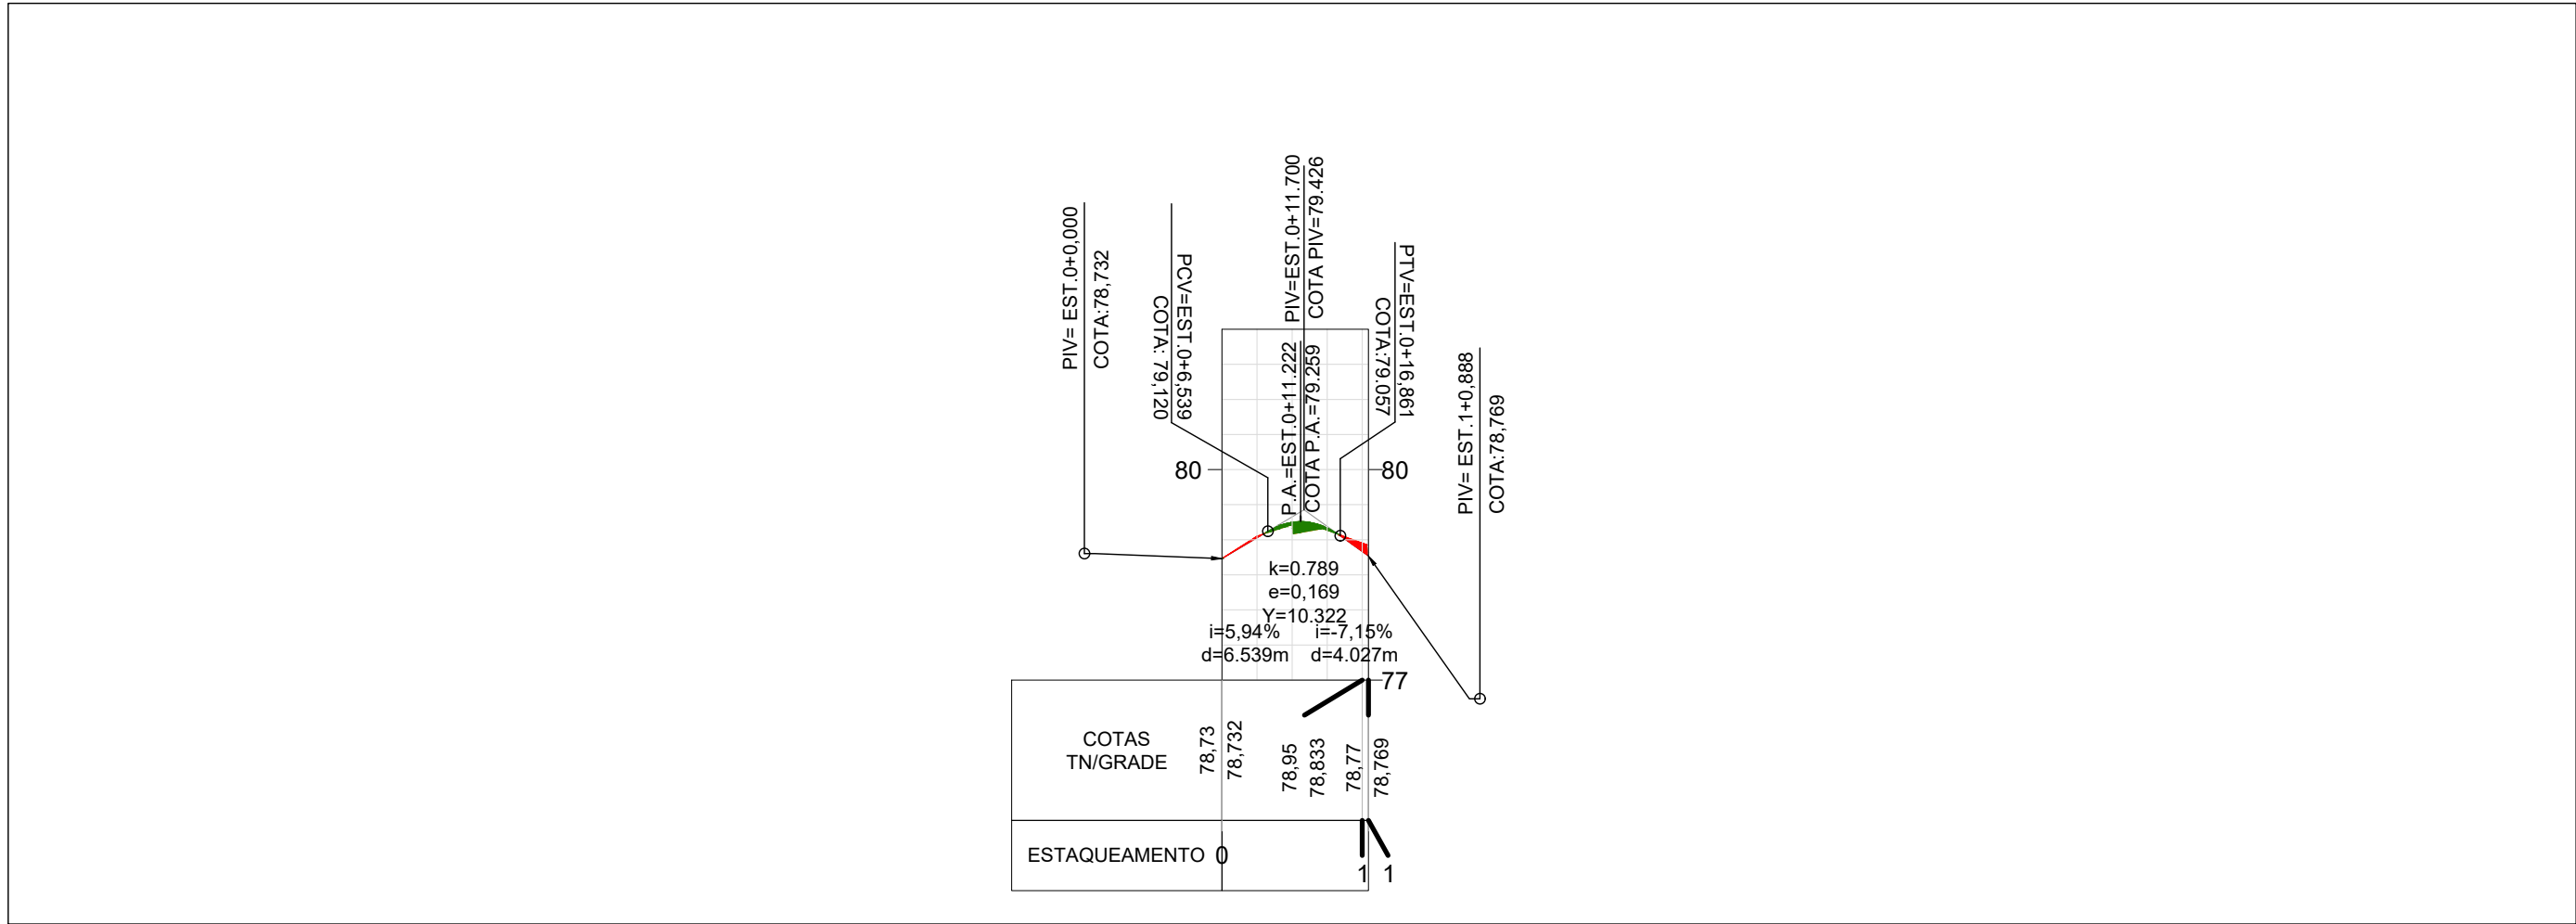 PIV= EST.0+0,000
COTA:78,732
PCV=EST.0+6,539
COTA: 79,120
PIV=EST.0+11.700
COTA PIV=79.426
P.A.=EST.0+11.222
COTA P.A.=79.259
PTV=EST.0+16,861
COTA:79.057
PIV= EST.1+0,888
COTA:78,769
80
80
k=0.789
e=0,169
Y=10.322
i=5,94%
d=6.539m
i=-7,15%
d=4.027m
77
COTAS
TN/GRADE
78,73
78,732
78,95
78,833
78,77
78,769
ESTAQUEAMENTO
0
1
1